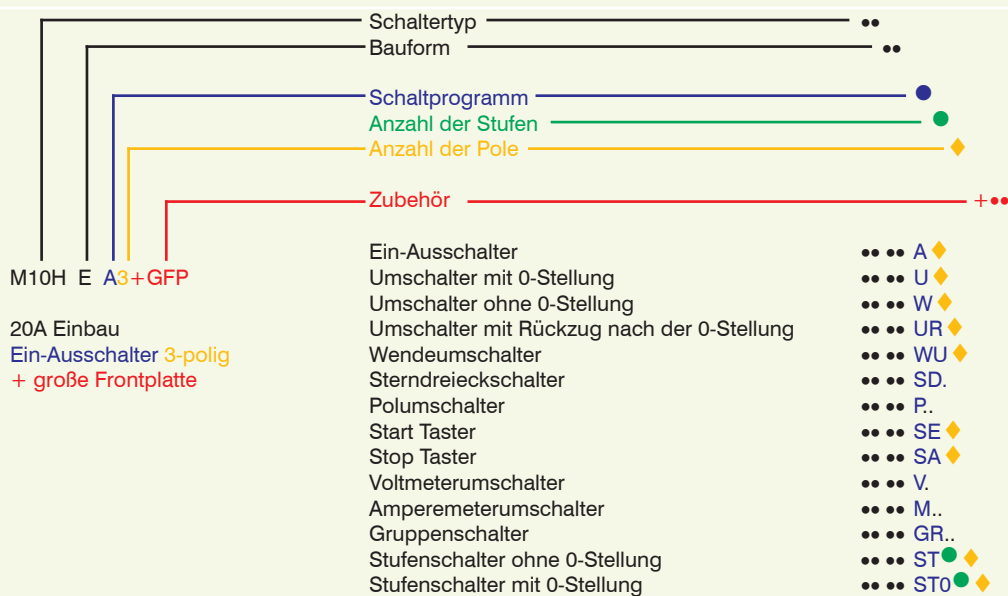 Schaltertyp ••
Bauform ••
Schaltprogramm ●
Anzahl der Stufen ●
Anzahl der Pole ♦
Zubehör +••
M10H E A3+GFP
20A Einbau
Ein-Ausschalter 3-polig
+ große Frontplatte
Ein-Ausschalter •• •• A ♦
Umschalter mit 0-Stellung •• •• U ♦
Umschalter ohne 0-Stellung •• •• W ♦
Umschalter mit Rückzug nach der 0-Stellung •• •• UR ♦
Wendeumschalter •• •• WU ♦
Sterndreieckschalter •• •• SD.
Polumschalter •• •• P..
Start Taster •• •• SE ♦
Stop Taster •• •• SA ♦
Voltmeterumschalter •• •• V.
Amperemeterumschalter •• •• M..
Gruppenschalter •• •• GR..
Stufenschalter ohne 0-Stellung •• •• ST ● ♦
Stufenschalter mit 0-Stellung •• •• ST0 ● ♦